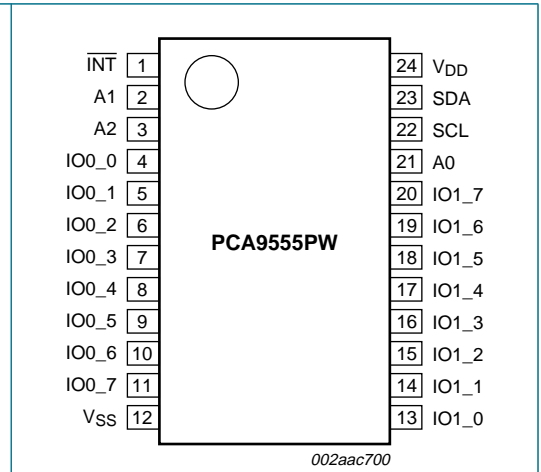 INT 1 24 VDD
A1 2 23 SDA
A2 3 22 SCL
IO0_0 4 21 A0
IO0_1 5 20 IO1_7
IO0_2 6 19 IO1_6
PCA9555PW
IO0_3 7 18 IO1_5
IO0_4 8 17 IO1_4
IO0_5 9 16 IO1_3
IO0_6 10 15 IO1_2
IO0_7 11 14 IO1_1
VSS 12 13 IO1_0
002aac700